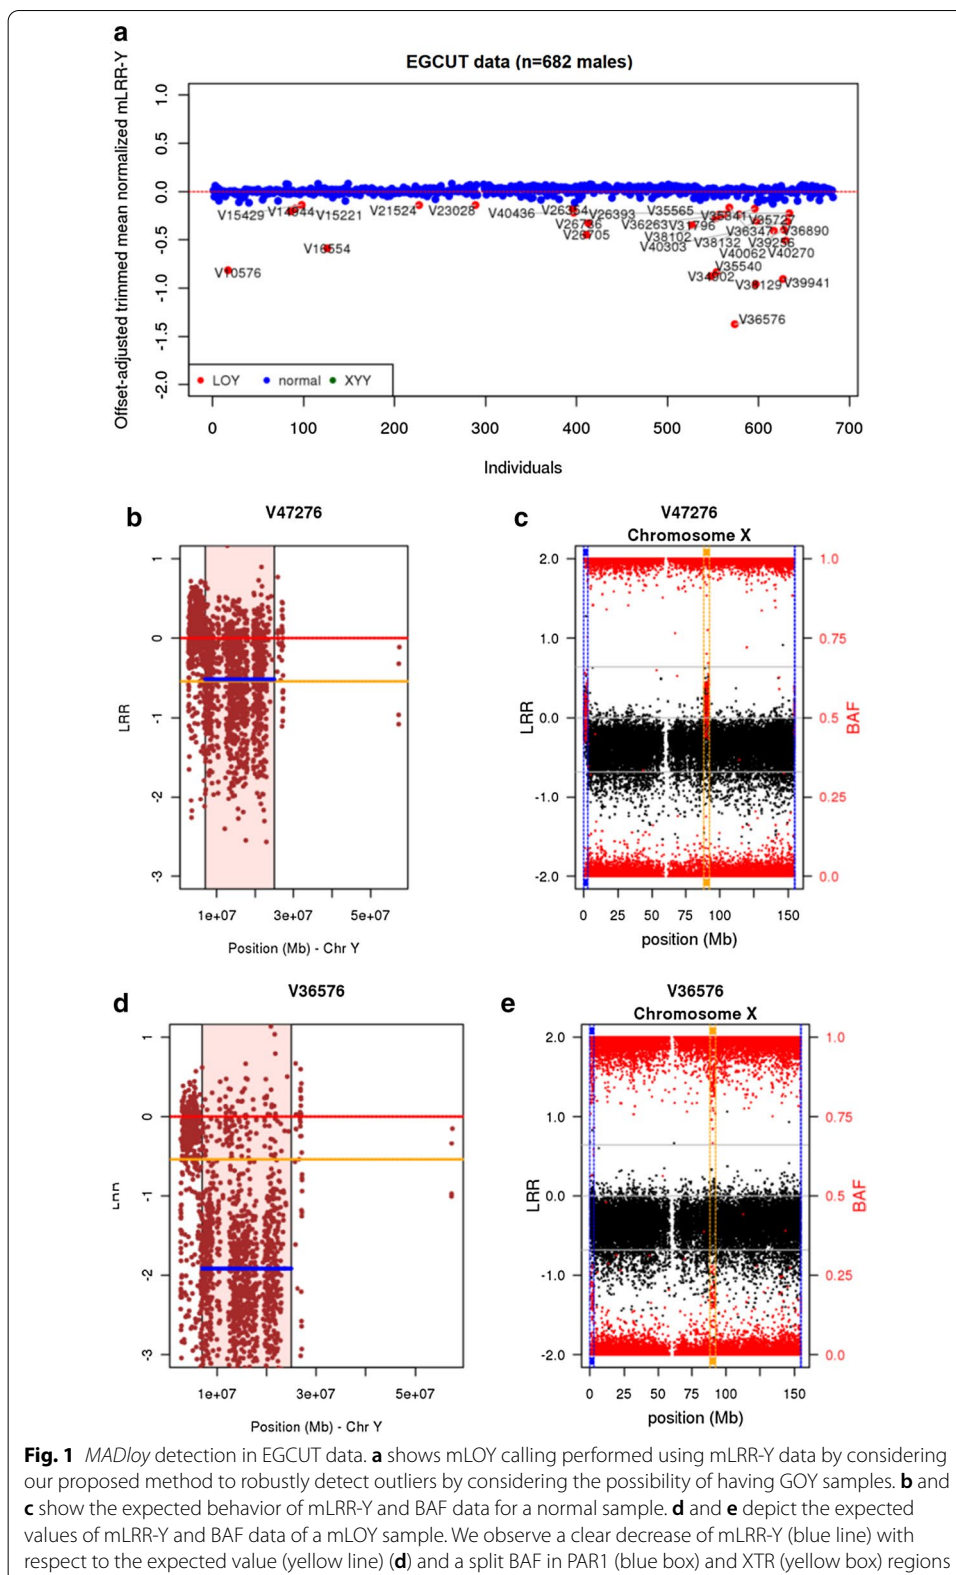 a
EGCUT data (n=682 males)
Offset-adjusted trimmed mean normalized mLRR-Y
1.0
0.5
0.0
-0.5
-1.0
-1.5
-2.0
V15429 V15221 V21524 V23028 V40436 V26393 V35565
V36263 V36347 V36890
V38102 V38132 V39256
V40303 V40062 V40270
V16554
V10576
V35540
V39941
V36576
LOY normal XYY
0 100 200 300 400 500 600 700
Individuals
b
V47276
LRR
1
0
-1
-2
-3
1e+07 3e+07 5e+07
Position (Mb) - Chr Y
c
V47276
Chromosome X
LRR
2.0
1.0
0.0
-1.0
-2.0
BAF
1.0
0.75
0.5
0.25
0.0
0 25 50 75 100 150
position (Mb)
d
V36576
LRR
1
0
-1
-2
-3
1e+07 3e+07 5e+07
Position (Mb) - Chr Y
e
V36576
Chromosome X
LRR
2.0
1.0
0.0
-1.0
-2.0
BAF
1.0
0.75
0.5
0.25
0.0
0 25 50 75 100 150
position (Mb)
Fig. 1 MADloy detection in EGCUT data. a shows mLOY calling performed using mLRR-Y data by considering
our proposed method to robustly detect outliers by considering the possibility of having GOY samples. b and
c show the expected behavior of mLRR-Y and BAF data for a normal sample. d and e depict the expected
values of mLRR-Y and BAF data of a mLOY sample. We observe a clear decrease of mLRR-Y (blue line) with
respect to the expected value (yellow line) (d) and a split BAF in PAR1 (blue box) and XTR (yellow box) regions